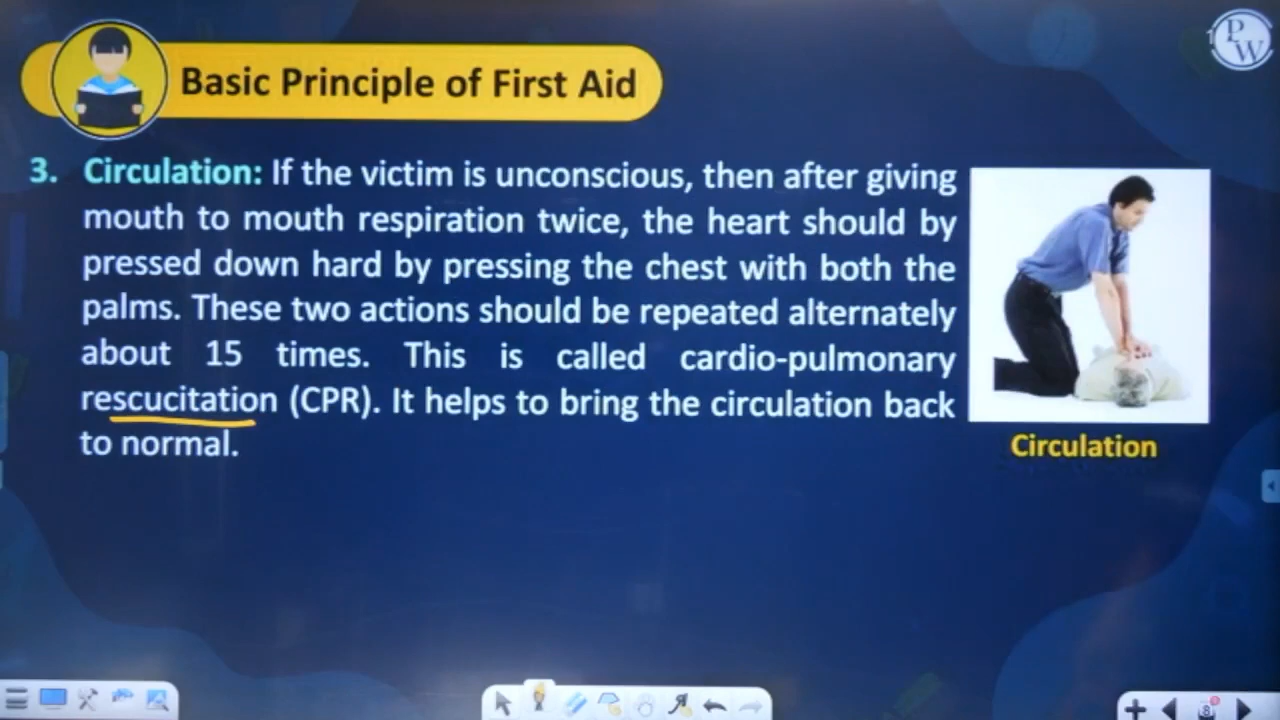 Basic Principle of First Aid
PW
3. Circulation: If the victim is unconscious, then after giving
mouth to mouth respiration twice, the heart should by
pressed down hard by pressing the chest with both the
palms. These two actions should be repeated alternately
about 15 times. This is called cardio-pulmonary
rescucitation (CPR). It helps to bring the circulation back
to normal.
Circulation
8